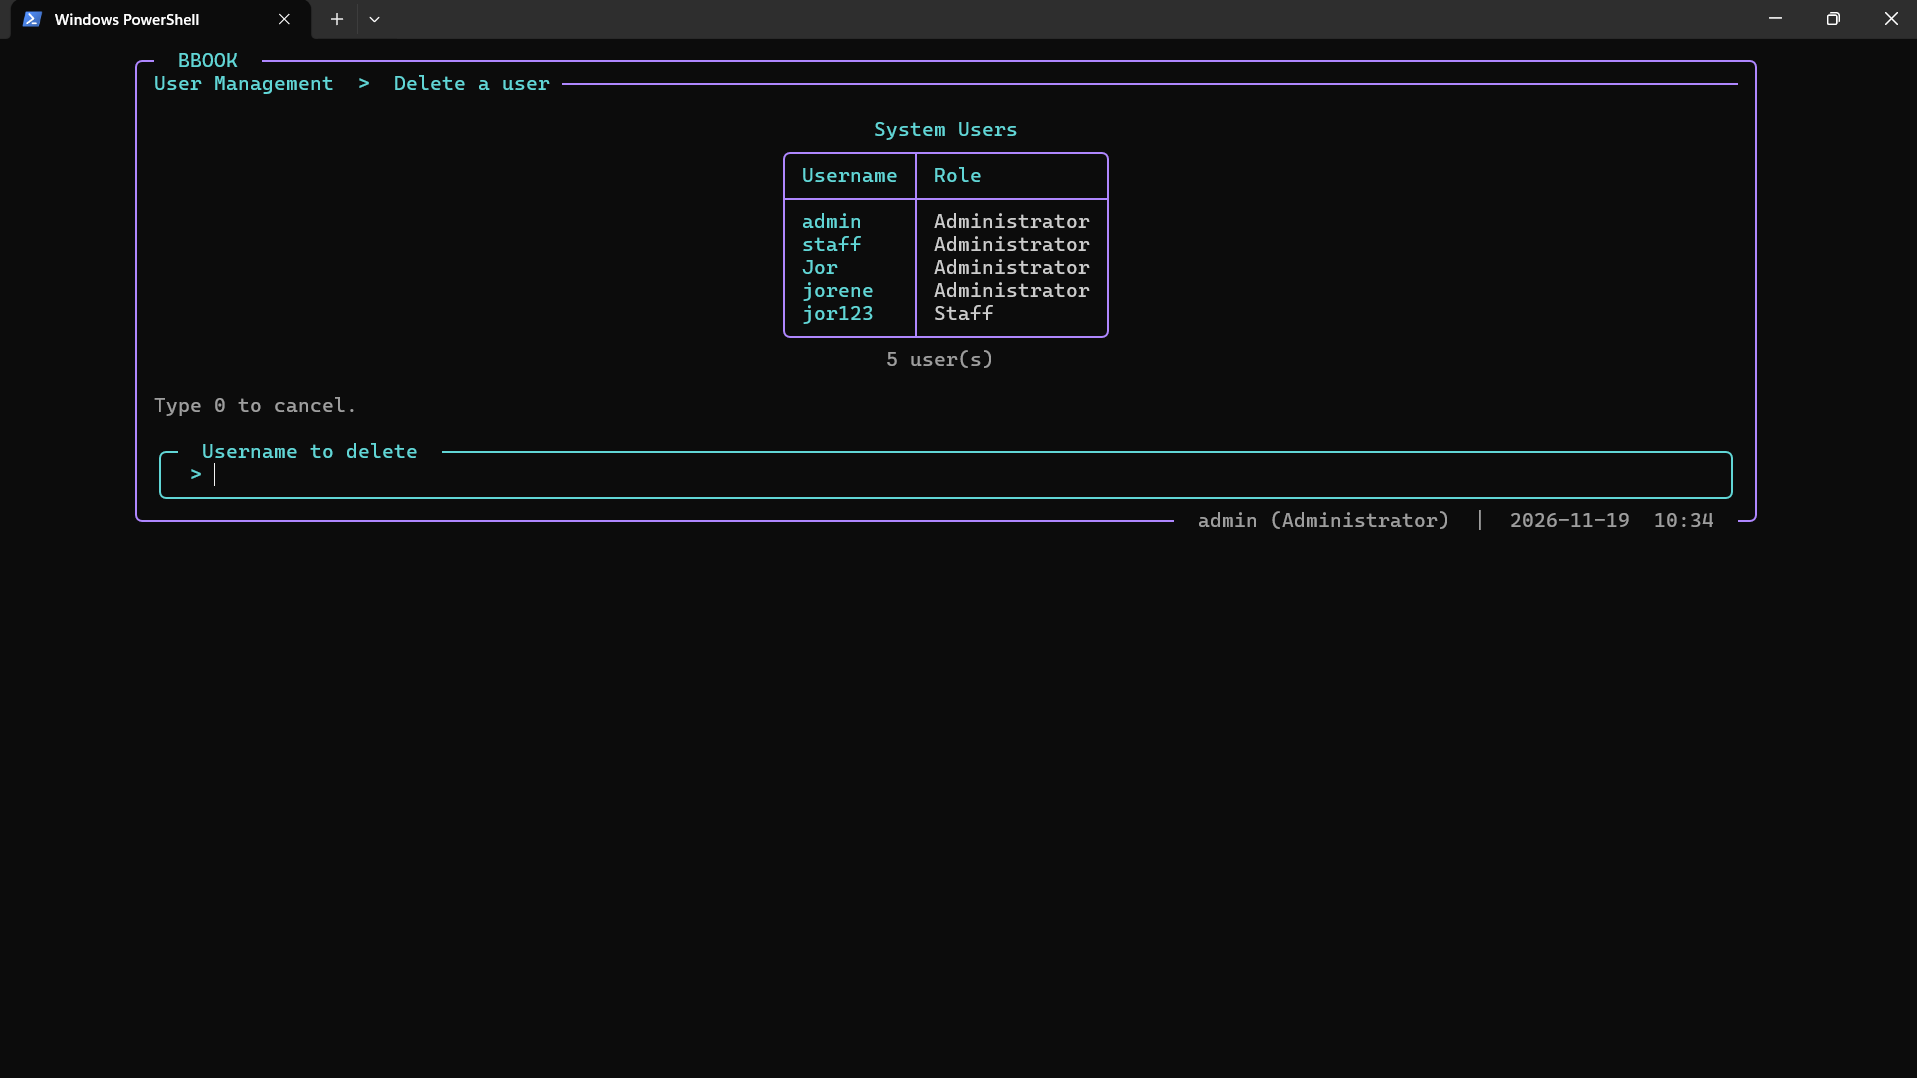 Windows PowerShell
BBOOK
User Management > Delete a user
System Users
Username Role
admin Administrator
staff Administrator
Jor Administrator
jorene Administrator
jor123 Staff
5 user(s)
Type 0 to cancel.
Username to delete
>
admin (Administrator) | 2026-11-19 10:34